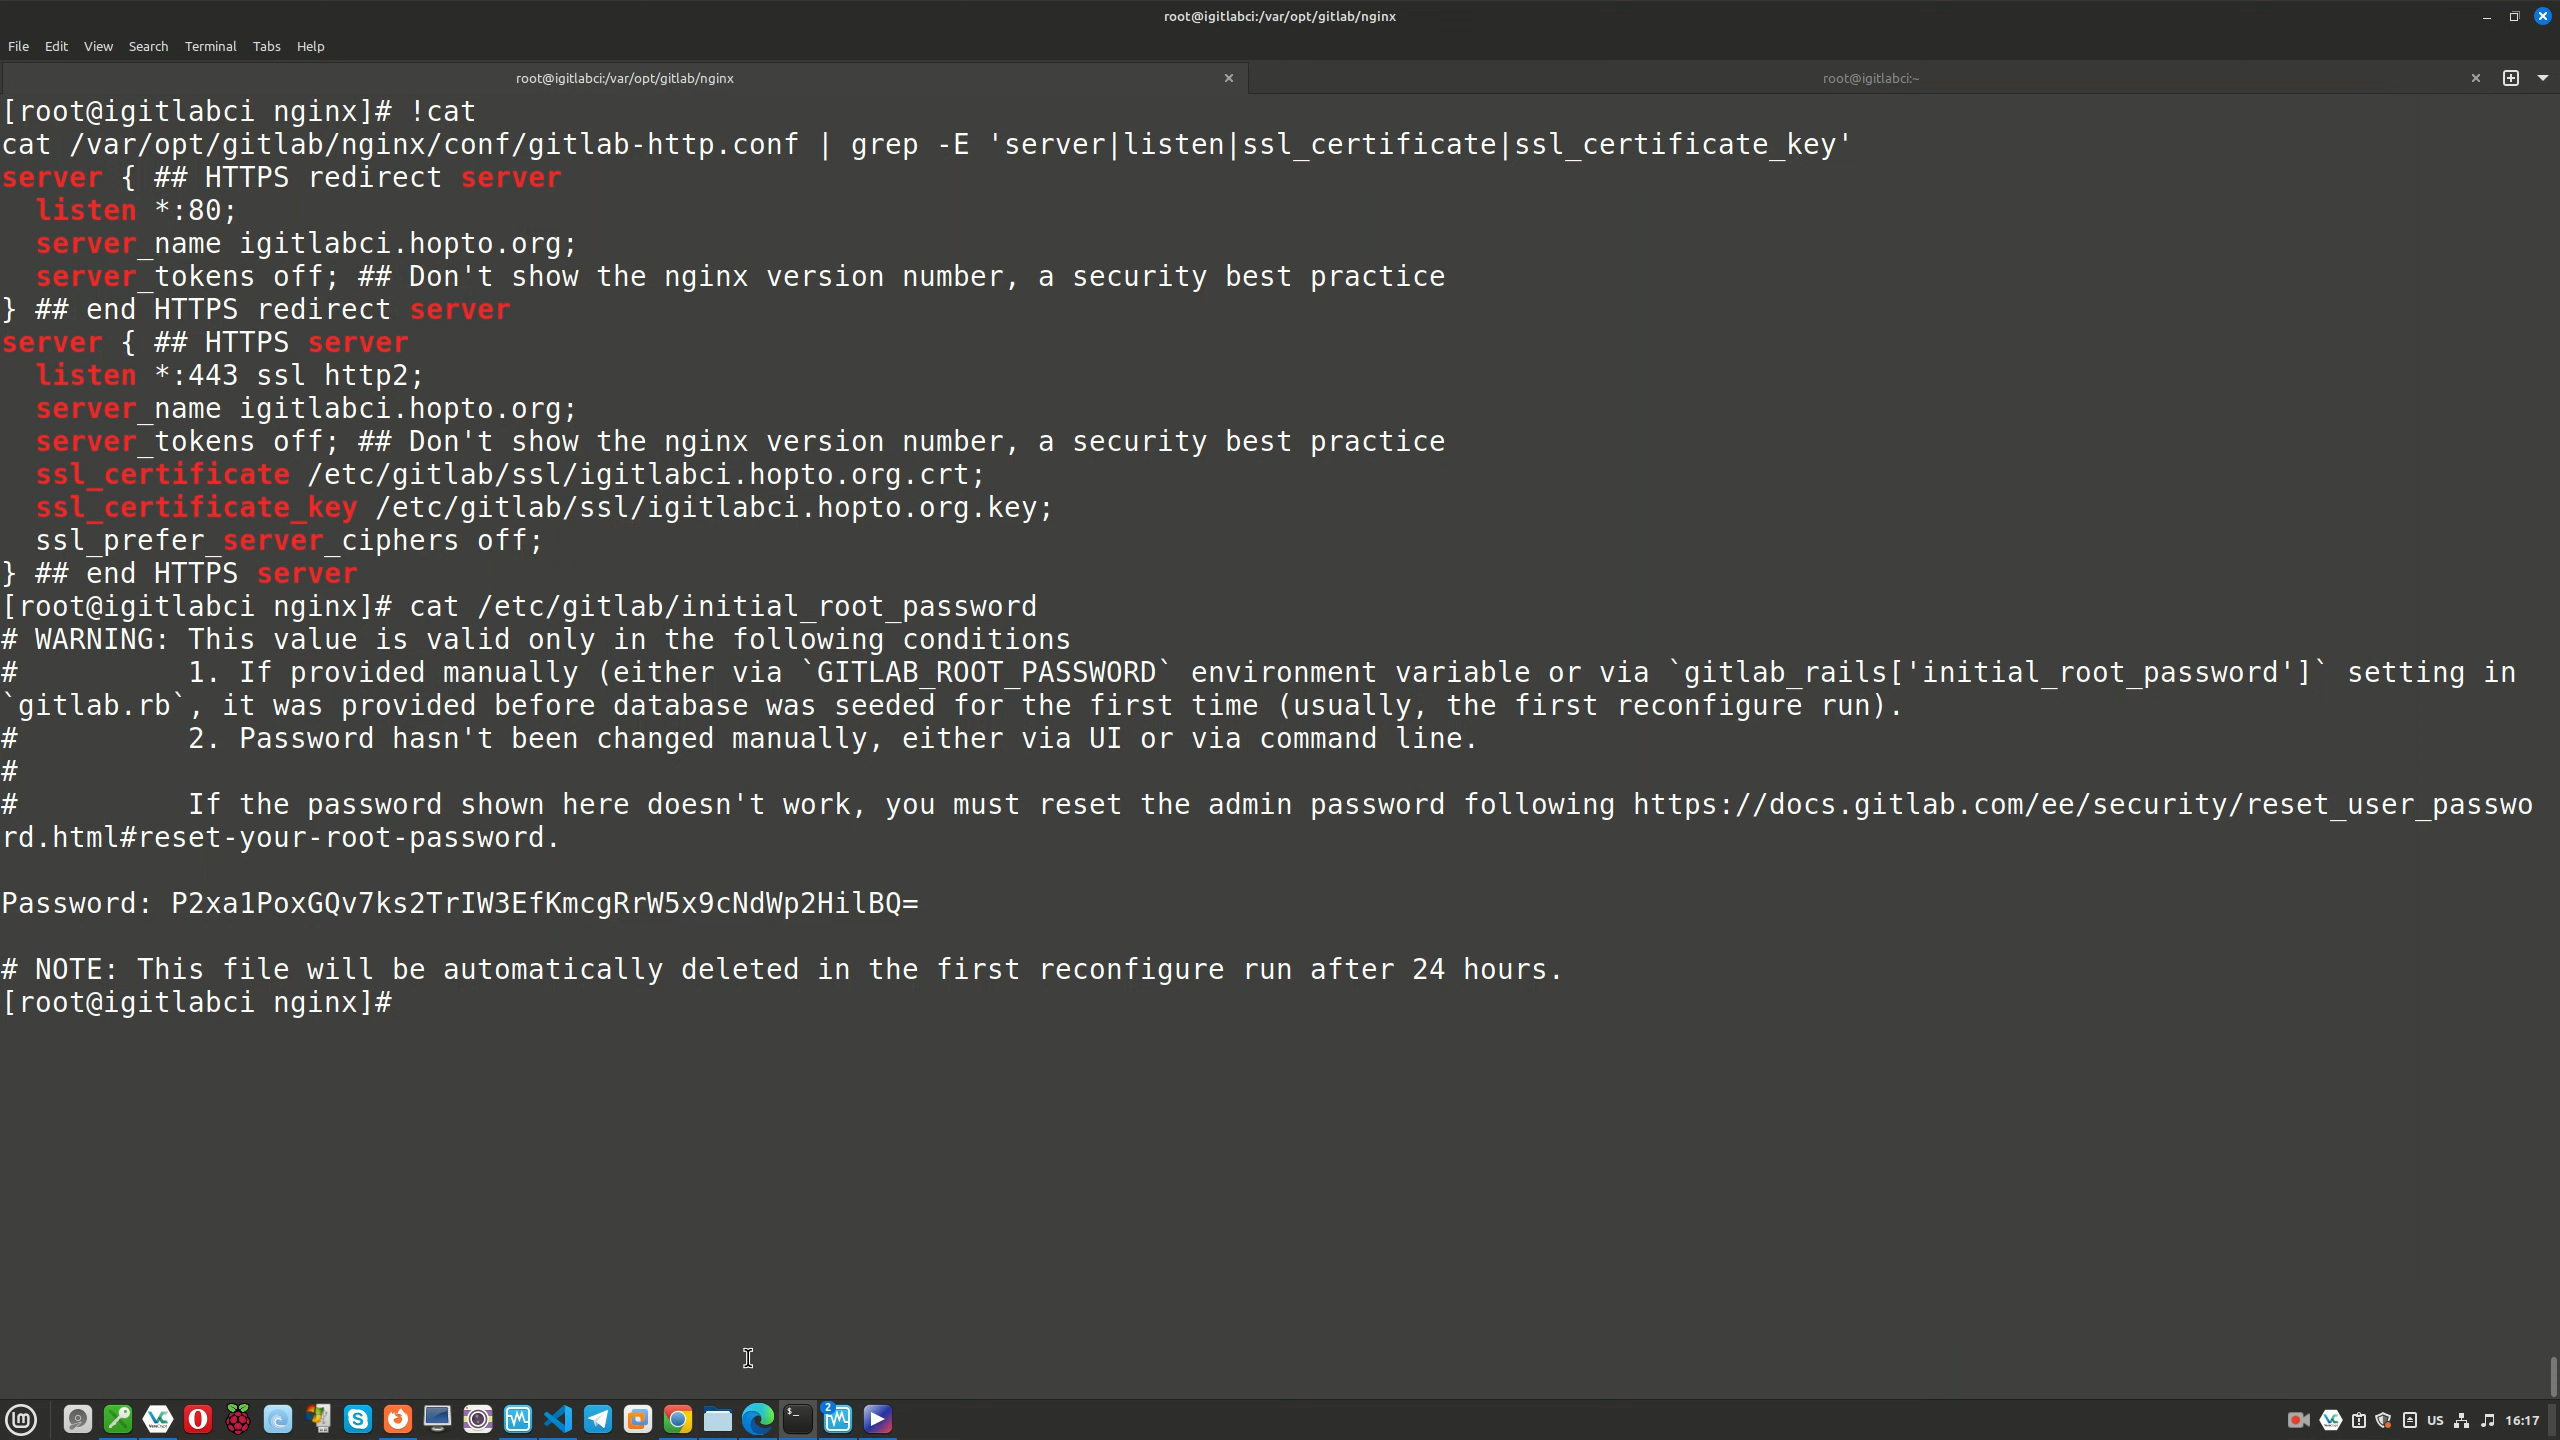 root@igitlabci:/var/opt/gitlab/nginx
File Edit View Search Terminal Tabs Help
root@igitlabci:/var/opt/gitlab/nginx root@igitlabci:~
[root@igitlabci nginx]# !cat
cat /var/opt/gitlab/nginx/conf/gitlab-http.conf | grep -E 'server|listen|ssl_certificate|ssl_certificate_key'
server { ## HTTPS redirect server
  listen *:80;
  server_name igitlabci.hopto.org;
  server_tokens off; ## Don't show the nginx version number, a security best practice
} ## end HTTPS redirect server
server { ## HTTPS server
  listen *:443 ssl http2;
  server_name igitlabci.hopto.org;
  server_tokens off; ## Don't show the nginx version number, a security best practice
  ssl_certificate /etc/gitlab/ssl/igitlabci.hopto.org.crt;
  ssl_certificate_key /etc/gitlab/ssl/igitlabci.hopto.org.key;
  ssl_prefer_server_ciphers off;
} ## end HTTPS server
[root@igitlabci nginx]# cat /etc/gitlab/initial_root_password
# WARNING: This value is valid only in the following conditions
#          1. If provided manually (either via `GITLAB_ROOT_PASSWORD` environment variable or via `gitlab_rails['initial_root_password']` setting in
`gitlab.rb`, it was provided before database was seeded for the first time (usually, the first reconfigure run).
#          2. Password hasn't been changed manually, either via UI or via command line.
#
#          If the password shown here doesn't work, you must reset the admin password following https://docs.gitlab.com/ee/security/reset_user_passwo
rd.html#reset-your-root-password.
Password: P2xa1PoxGQv7ks2TrIW3EfKmcgRrW5x9cNdWp2HilBQ=
# NOTE: This file will be automatically deleted in the first reconfigure run after 24 hours.
[root@igitlabci nginx]#
US 16:17